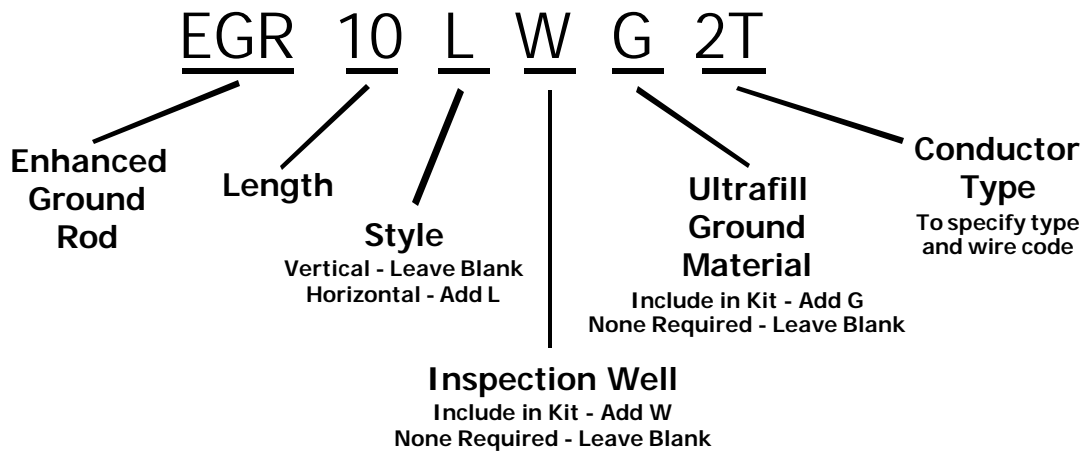 EGR 10 L W G 2T
Enhanced
Ground
Rod
Length
Style
Vertical - Leave Blank
Horizontal - Add L
Inspection Well
Include in Kit - Add W
None Required - Leave Blank
Ultrafill
Ground
Material
Include in Kit - Add G
None Required - Leave Blank
Conductor
Type
To specify type
and wire code